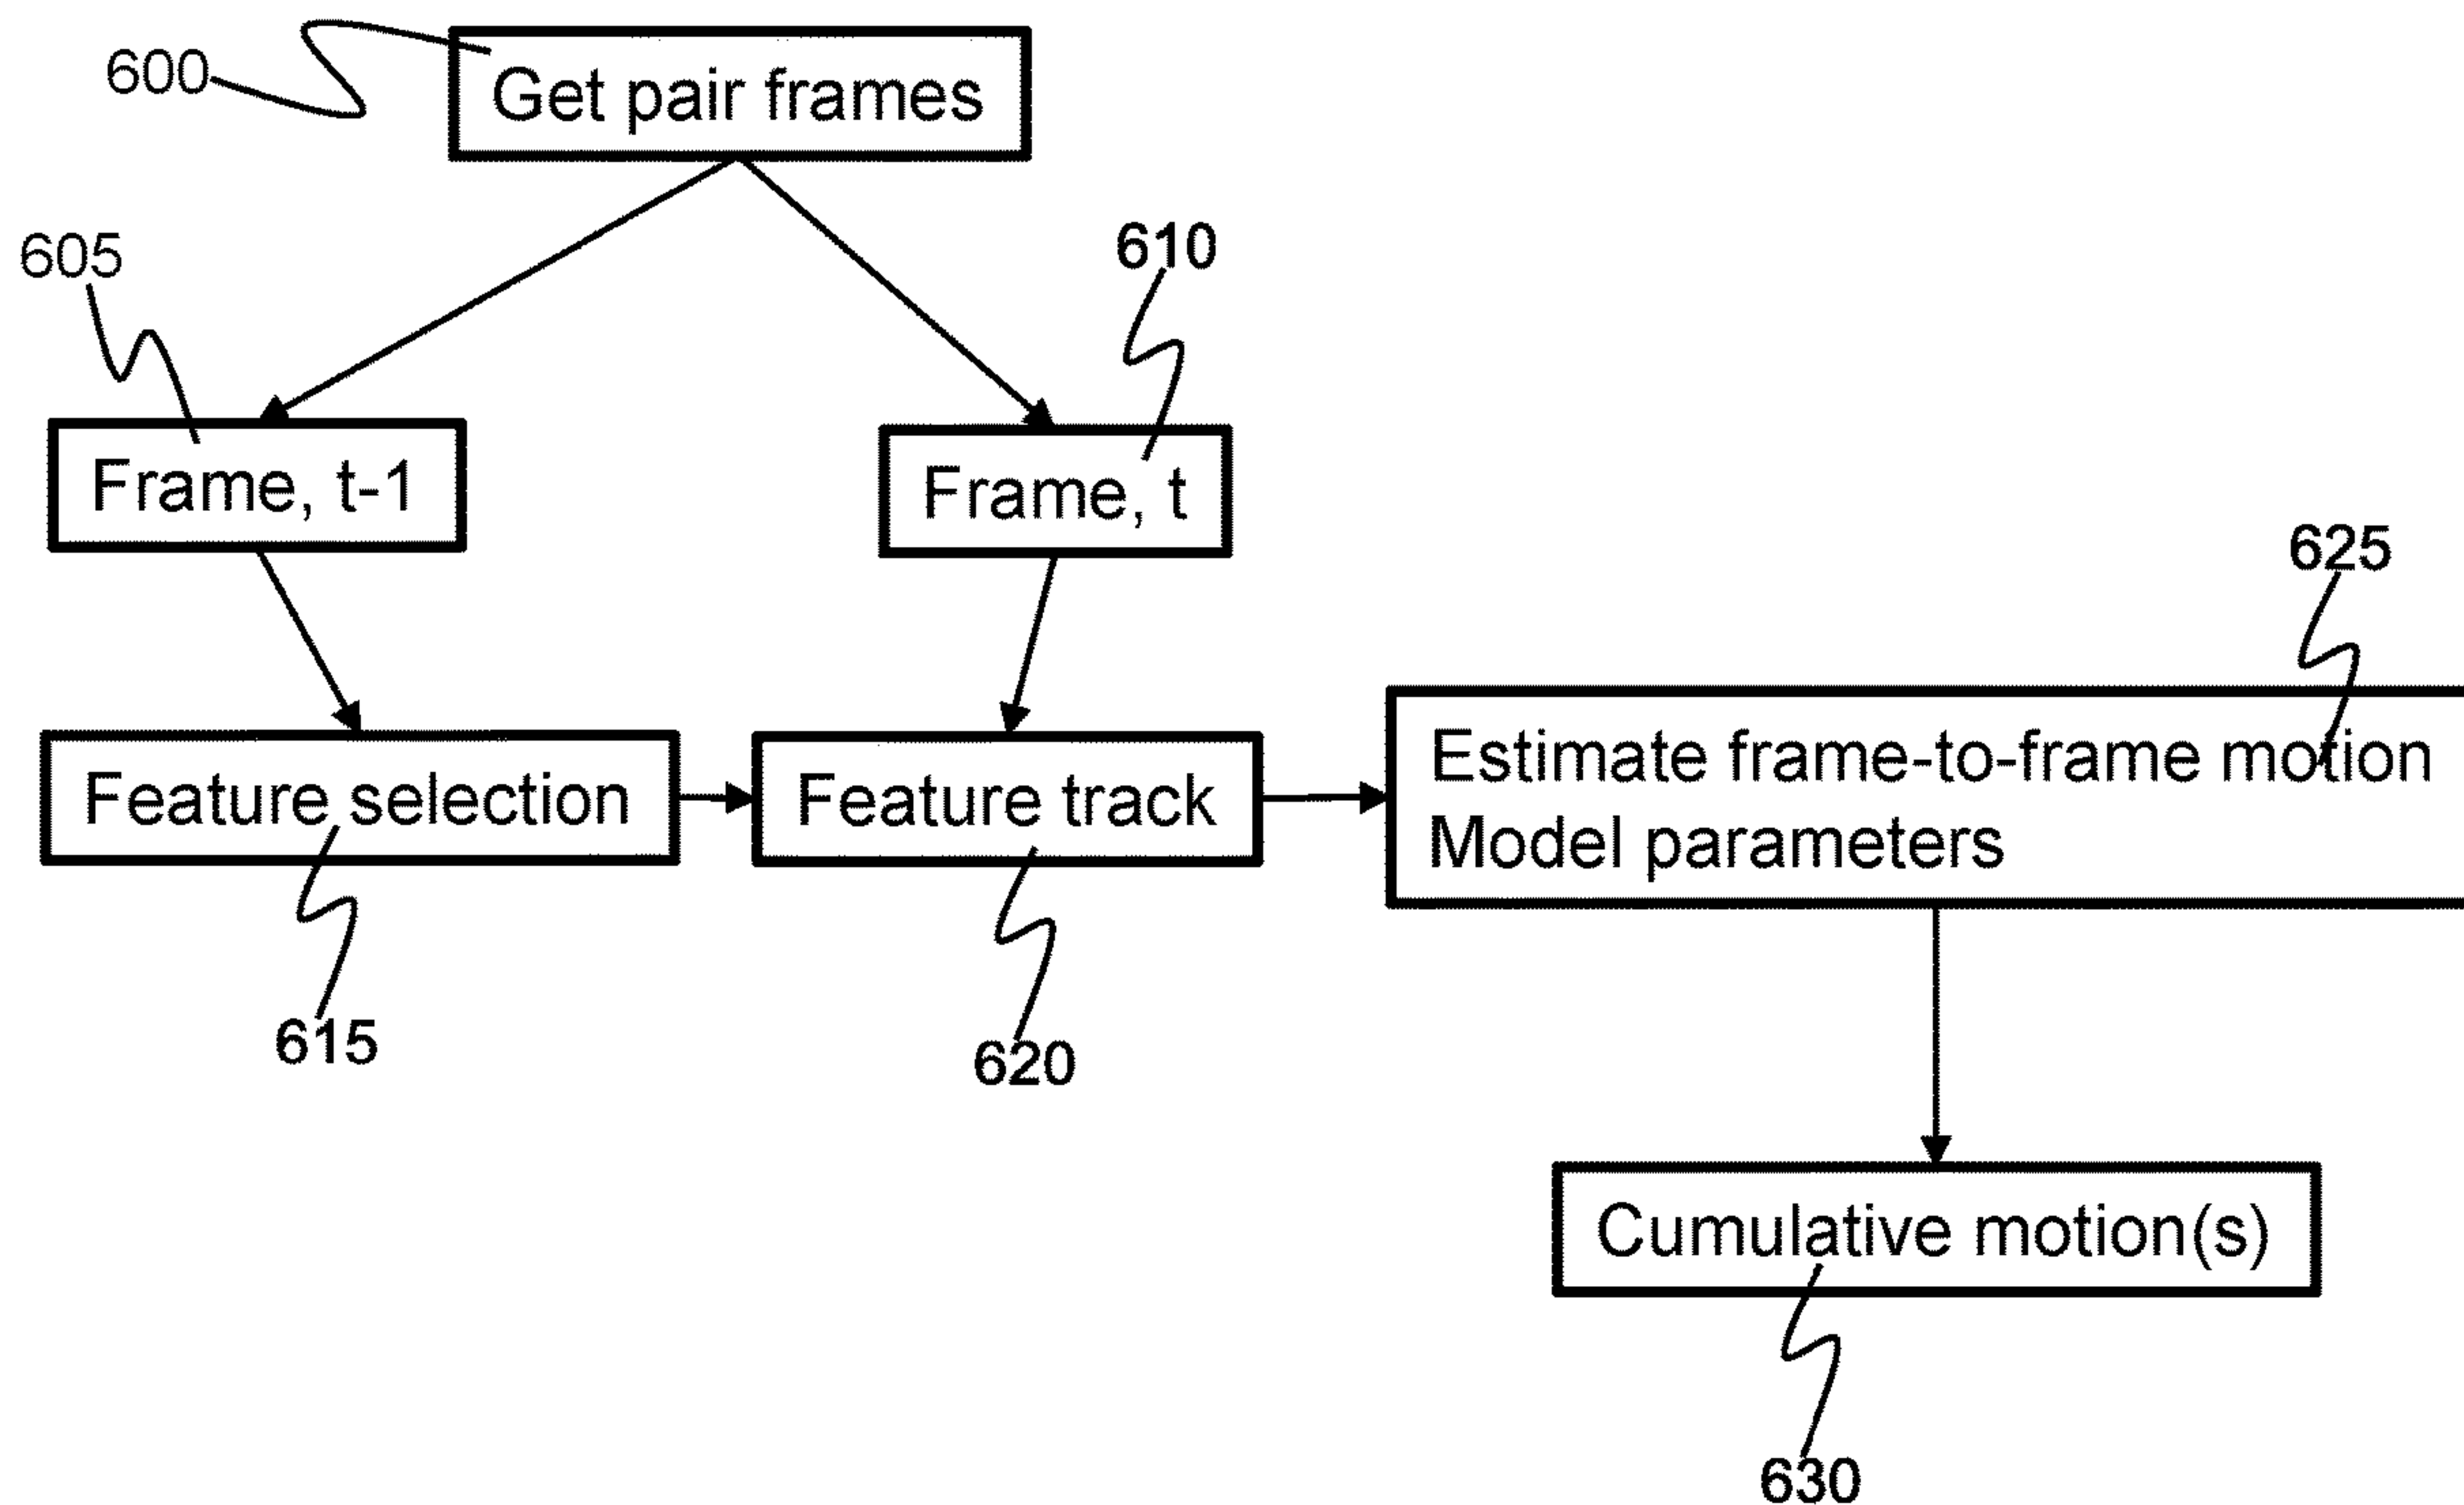 600
Get pair frames
605
610
Frame, t-1
Frame, t
625
Estimate frame-to-frame motion
Model parameters
Feature selection
Feature track
615
620
Cumulative motion(s)
630